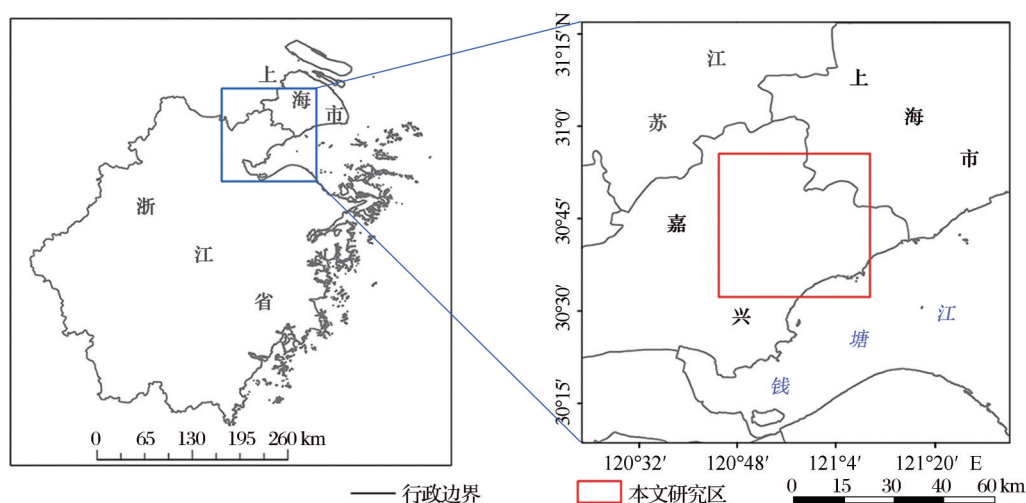 上
海
市
浙
江
省
0 65 130 195 260 km
31°15′ N
31°0′
30°45′
30°30′
30°15′
江
苏
上
海
市
嘉
兴
江
塘
钱
120°32′ 120°48′ 121°4′ 121°20′ E
0 15 30 40 60 km
行政边界
本文研究区